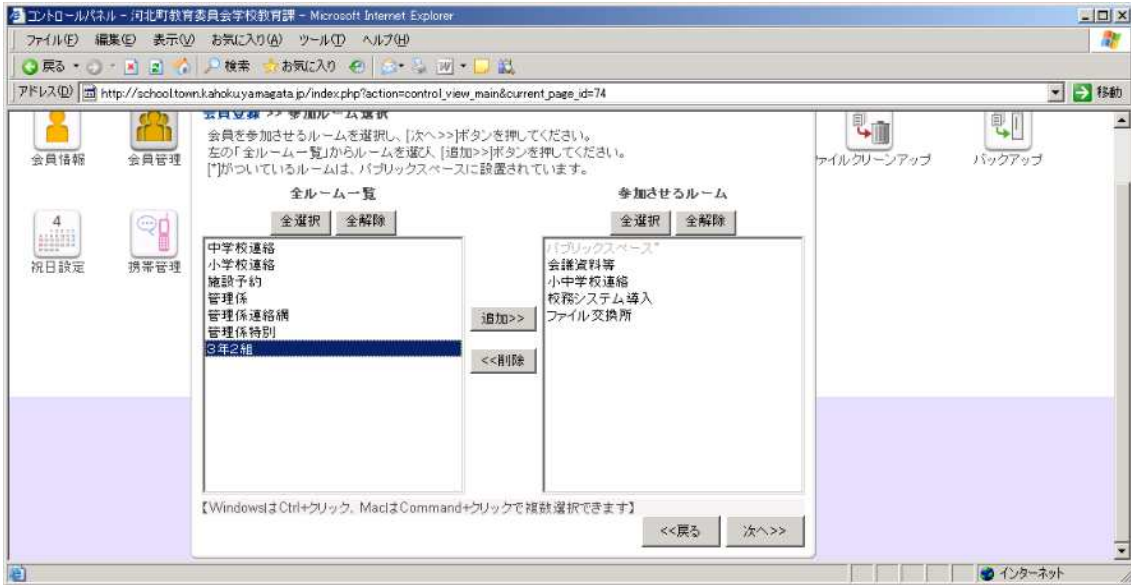 コントロールパネル - 河北町教育委員会学校教育課 - Microsoft Internet Explorer
ファイル(F) 編集(E) 表示(V) お気に入り(A) ツール(T) ヘルプ(H)
戻る 検索 お気に入り
アドレス(D) http://school.town.kahoku.yamagata.jp/index.php?action=control_view_main&current_page_id=74 移動
会員登録 >> 参加ルーム選択
会員を参加させるルームを選択し、[次へ>>]ボタンを押してください。
左の「全ルーム一覧」からルームを選び、[追加>>]ボタンを押してください。
[*]がついているルームは、パブリックスペースに設置されています。
会員情報 会員管理 ファイルクリーンアップ バックアップ
全ルーム一覧 参加させるルーム
全選択 全解除 全選択 全解除
4
祝日設定 携帯管理
中学校連絡
小学校連絡
施設予約
管理係
管理係連絡網
管理係特別
3年2組
追加>>
<<削除
パブリックスペース*
会議資料等
小中学校連絡
校務システム導入
ファイル交換所
【WindowsはCtrl+クリック、MacはCommand+クリックで複数選択できます】
<<戻る 次へ>>
インターネット